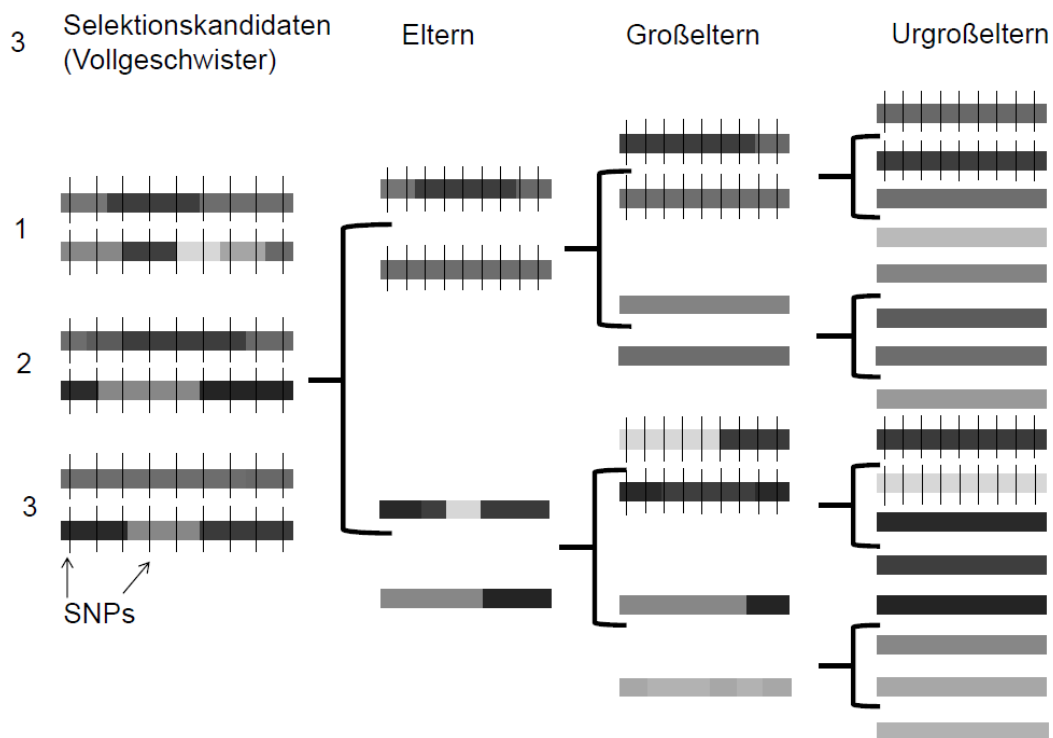 3
Selektionskandidaten
(Vollgeschwister)
Eltern
Großeltern
Urgroßeltern
1
2
3
SNPs